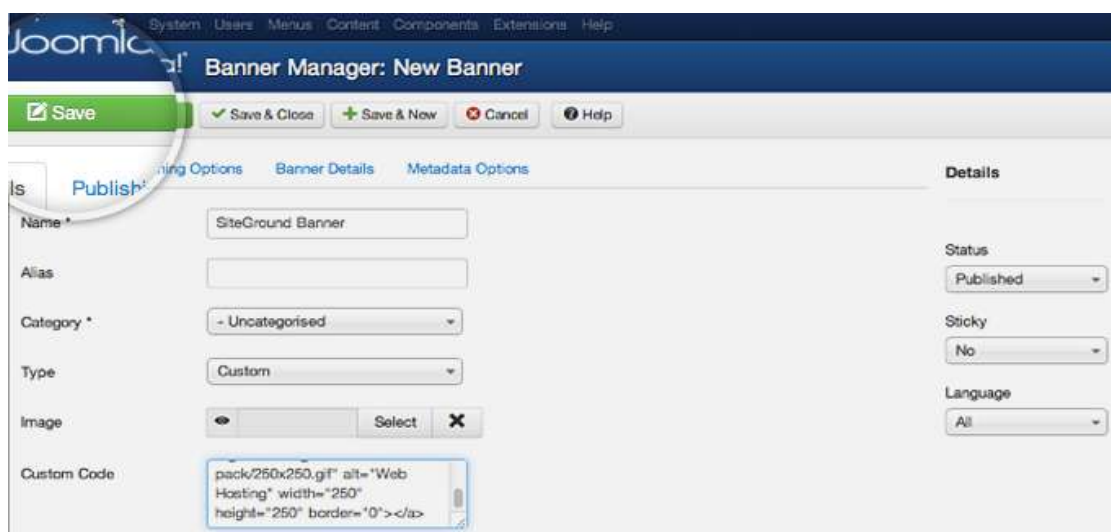 System Users Menus Content Components Extensions Help
Joomla!
Banner Manager: New Banner
Save
Save & Close
Save & New
Cancel
Help
ls
Publishing Options
Banner Details
Metadata Options
Details
Name *
SiteGround Banner
Alias
Category *
- Uncategorised
Type
Custom
Image
Select
Custom Code
pack/250x250.gif" alt="Web
Hosting" width="250"
height="250" border="0"></a>
Status
Published
Sticky
No
Language
All